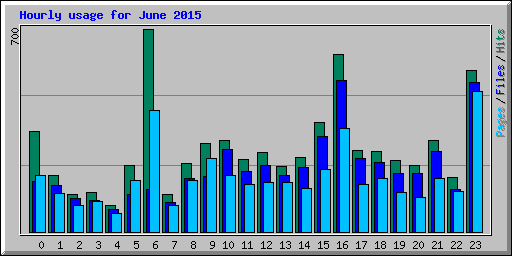 Hourly usage for June 2015
700
Pages / Files / Hits
0 1 2 3 4 5 6 7 8 9 10 11 12 13 14 15 16 17 18 19 20 21 22 23